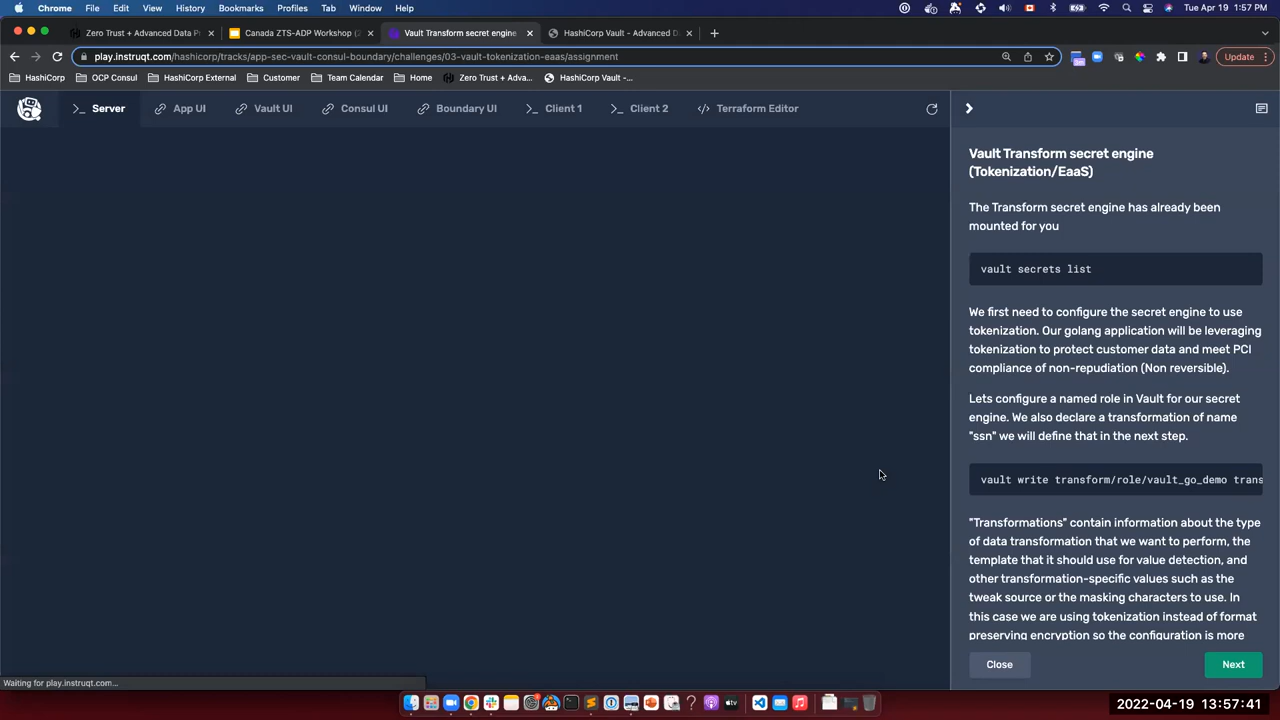 Chrome File Edit View History Bookmarks Profiles Tab Window Help Tue Apr 19 1:57 PM
Zero Trust + Advanced Data Pr Canada ZTS-ADP Workshop ( Vault Transform secret engine HashiCorp Vault - Advanced D
play.instruqt.com/hashicorp/tracks/app-sec-vault-consul-boundary/challenges/03-vault-tokenization-eaas/assignment Update
HashiCorp OCP Consul HashiCorp External Customer Team Calendar Home Zero Trust + Adva... HashiCorp Vault -...
Server App UI Vault UI Consul UI Boundary UI Client 1 Client 2 Terraform Editor
Vault Transform secret engine
(Tokenization/EaaS)
The Transform secret engine has already been
mounted for you
vault secrets list
We first need to configure the secret engine to use
tokenization. Our golang application will be leveraging
tokenization to protect customer data and meet PCI
compliance of non-repudiation (Non reversible).
Lets configure a named role in Vault for our secret
engine. We also declare a transformation of name
"ssn" we will define that in the next step.
vault write transform/role/vault_go_demo trans
"Transformations" contain information about the type
of data transformation that we want to perform, the
template that it should use for value detection, and
other transformation-specific values such as the
tweak source or the masking characters to use. In
this case we are using tokenization instead of format
preserving encryption so the configuration is more
Close Next
Waiting for play.instruqt.com...
2022-04-19 13:57:41